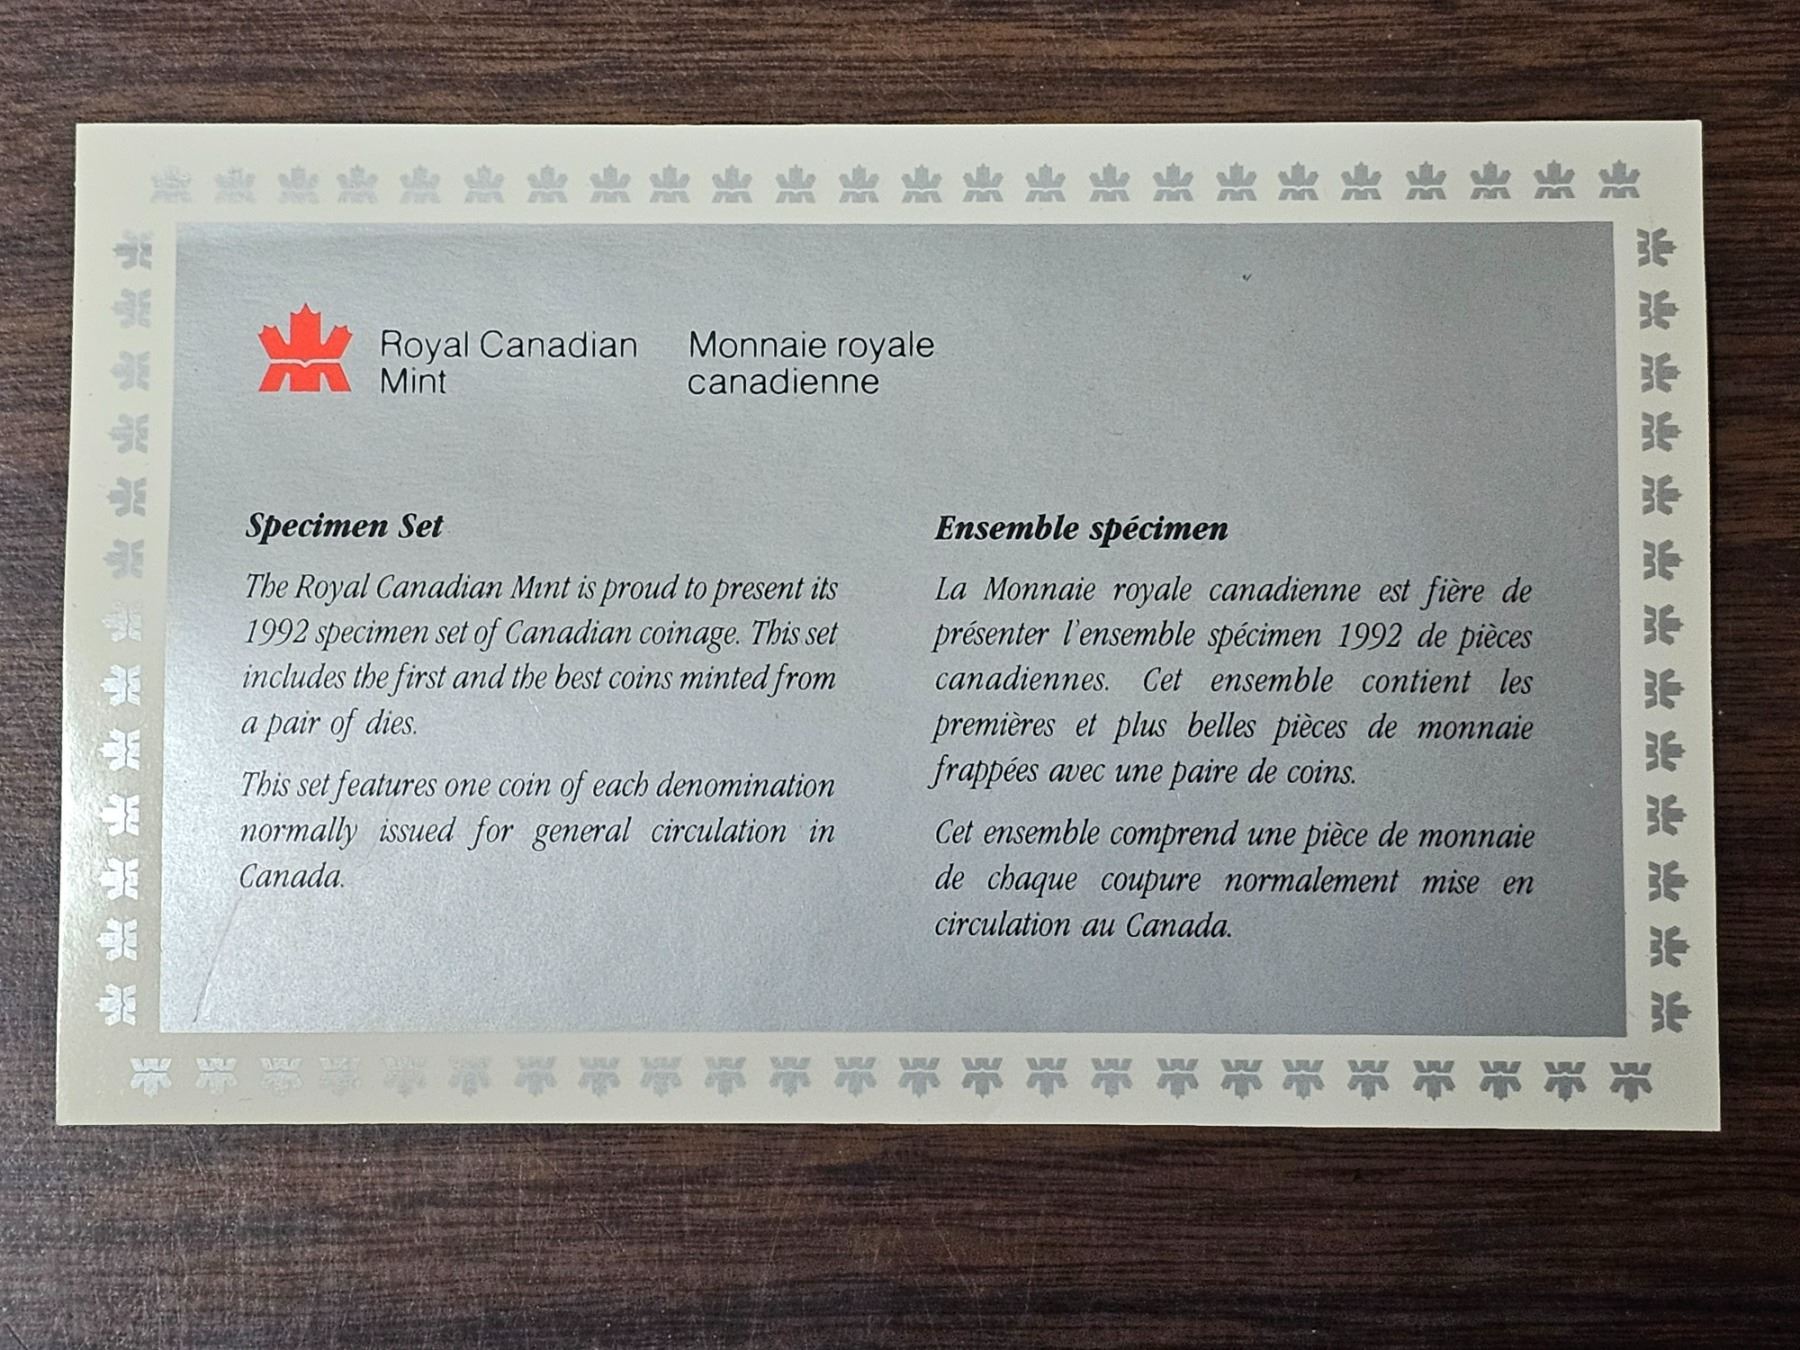 Royal Canadian
Mint
Monnaie royale
canadienne
Specimen Set
The Royal Canadian Mint is proud to present its
1992 specimen set of Canadian coinage. This set
includes the first and the best coins minted from
a pair of dies.
This set features one coin of each denomination
normally issued for general circulation in
Canada.
Ensemble spécimen
La Monnaie royale canadienne est fière de
présenter l'ensemble spécimen 1992 de pièces
canadiennes. Cet ensemble contient les
premières et plus belles pièces de monnaie
frappées avec une paire de coins.
Cet ensemble comprend une pièce de monnaie
de chaque coupure normalement mise en
circulation au Canada.